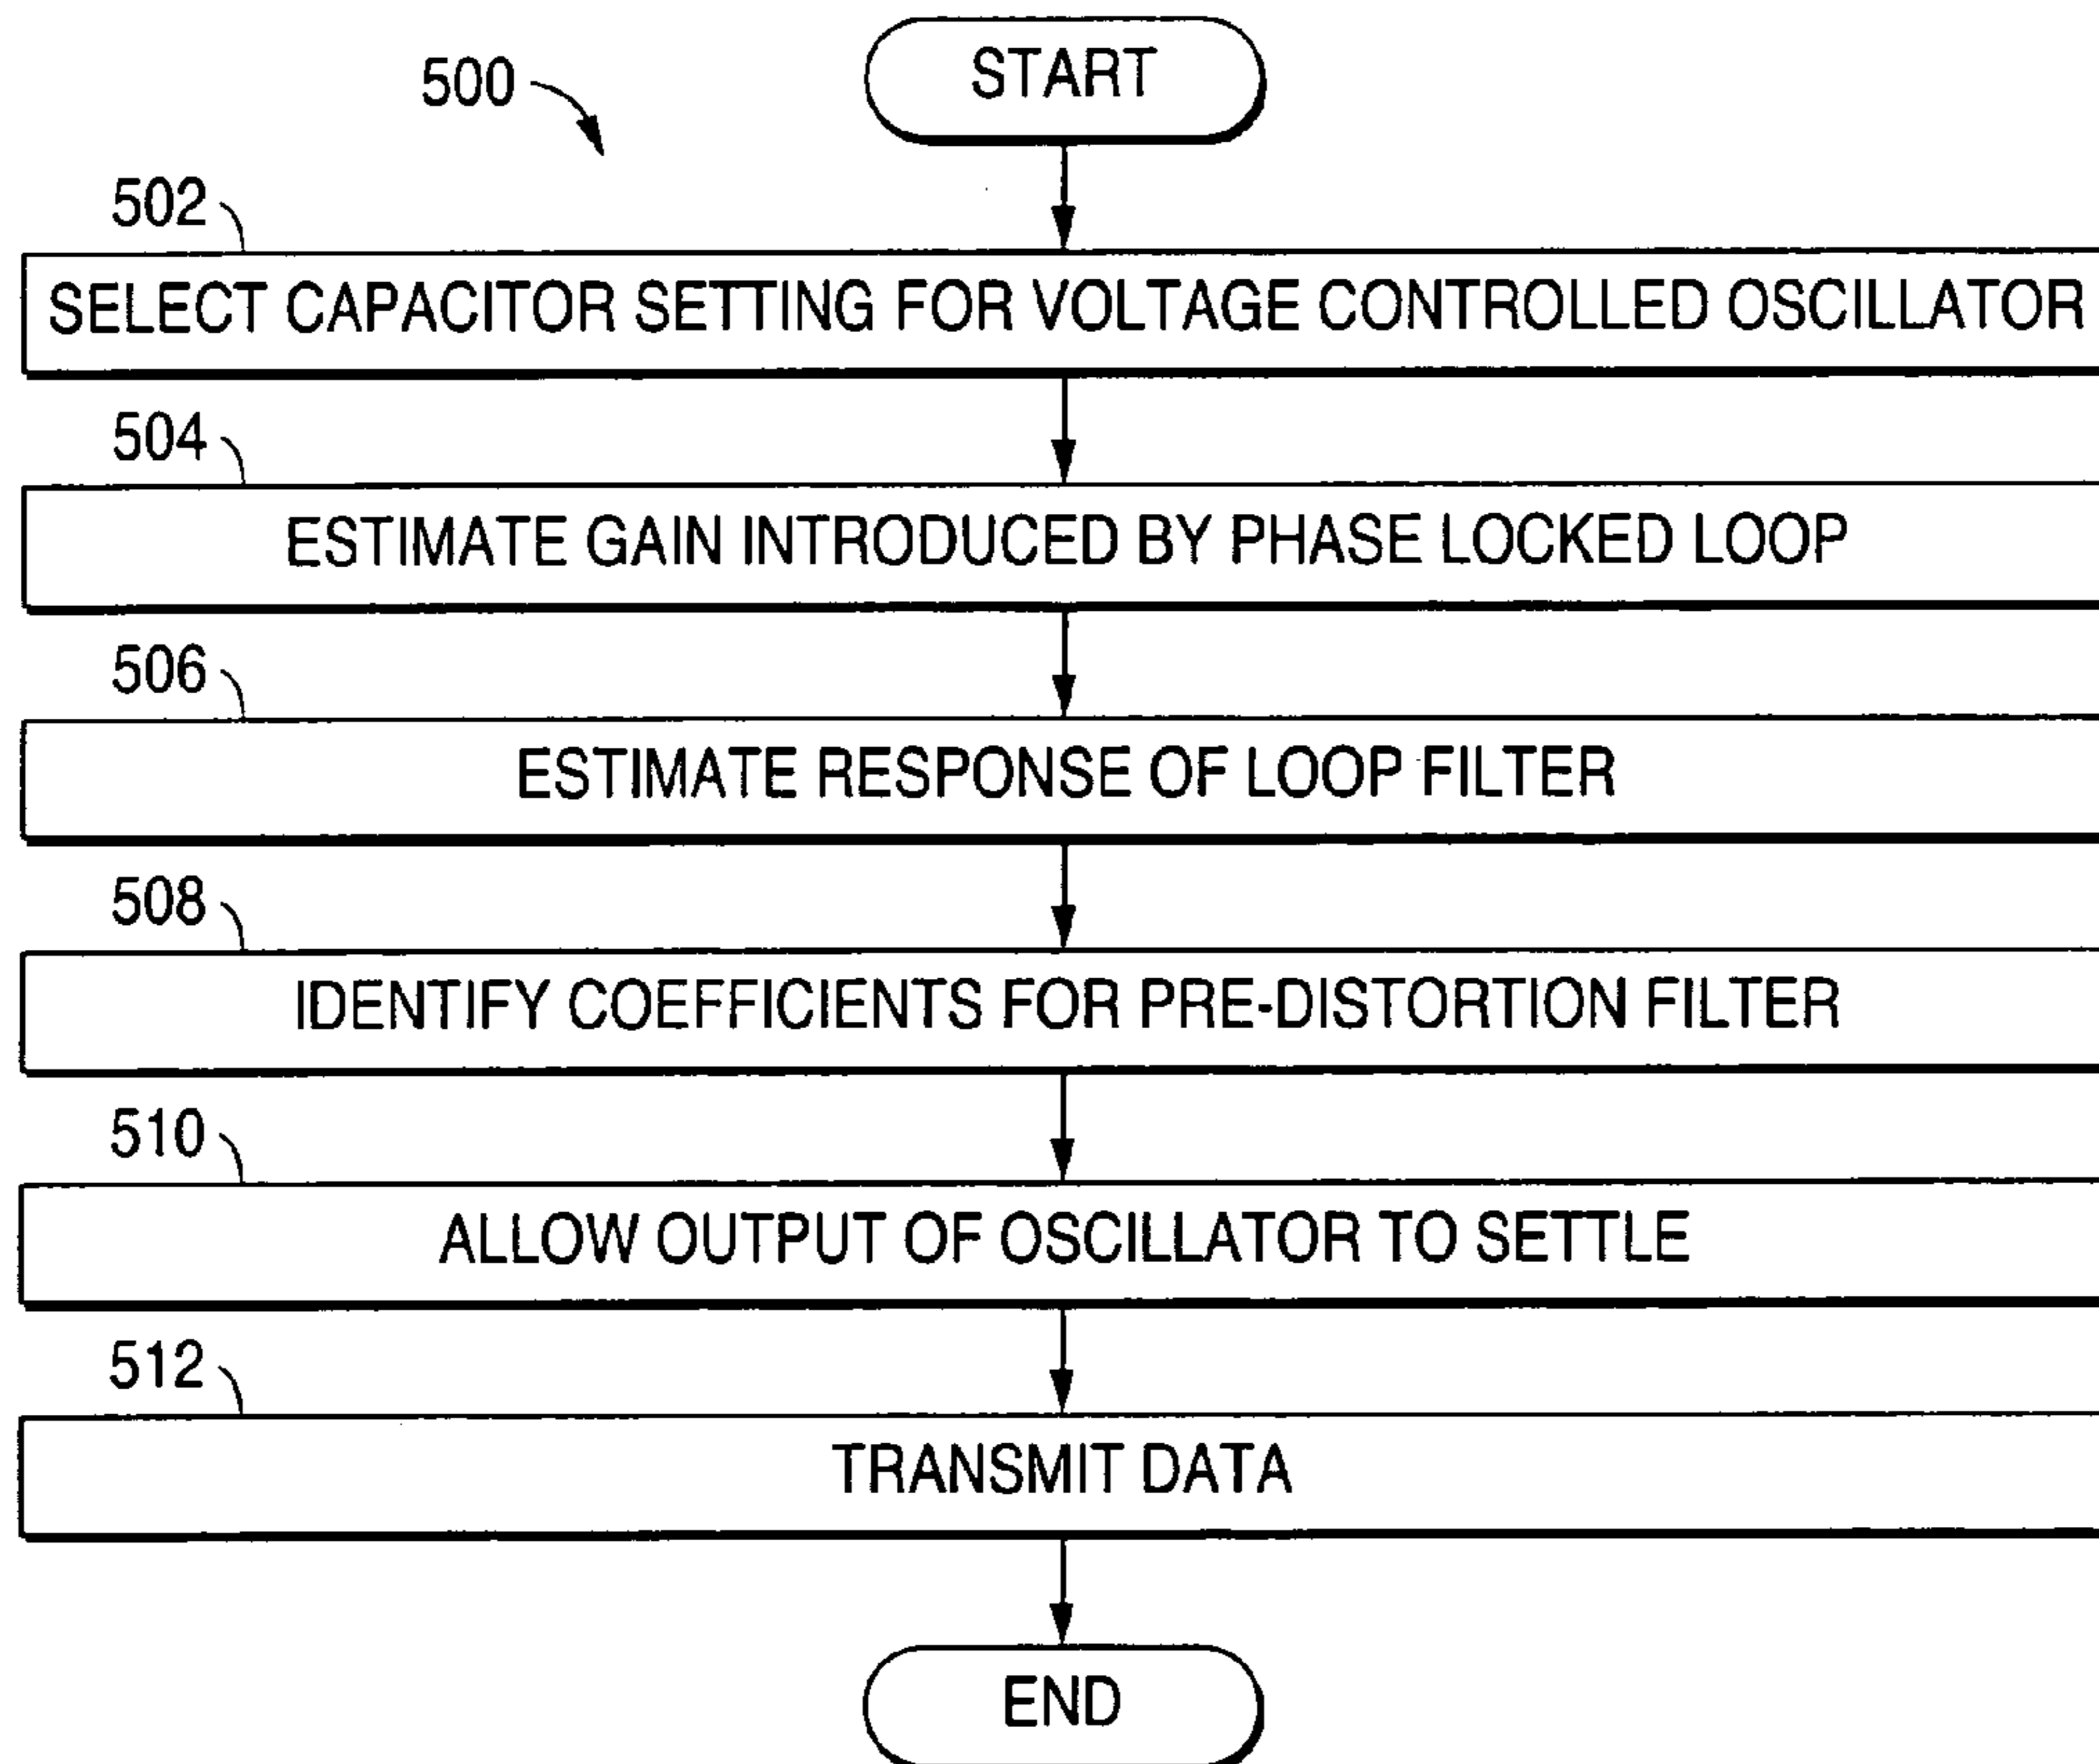 START
500
502
SELECT CAPACITOR SETTING FOR VOLTAGE CONTROLLED OSCILLATOR
504
ESTIMATE GAIN INTRODUCED BY PHASE LOCKED LOOP
506
ESTIMATE RESPONSE OF LOOP FILTER
508
IDENTIFY COEFFICIENTS FOR PRE-DISTORTION FILTER
510
ALLOW OUTPUT OF OSCILLATOR TO SETTLE
512
TRANSMIT DATA
END